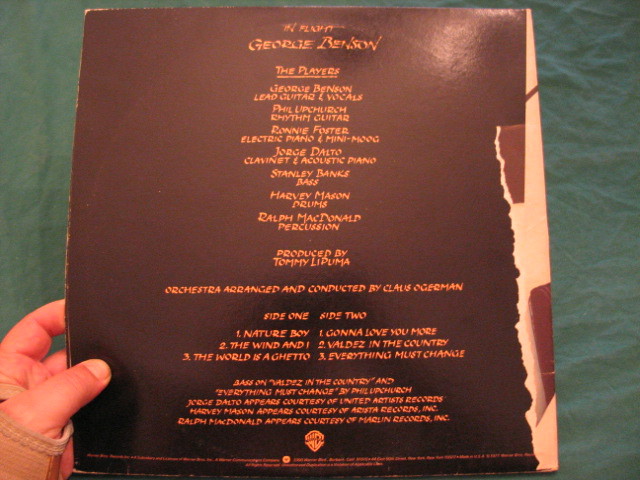 IN FLIGHT
GEORGE BENSON
THE PLAYERS
GEORGE BENSON
LEAD GUITAR & VOCALS
PHIL UPCHURCH
RHYTHM GUITAR
RONNIE FOSTER
ELECTRIC PIANO & MINI-MOOG
JORGE DALTO
CLAVINET & ACOUSTIC PIANO
STANLEY BANKS
BASS
HARVEY MASON
DRUMS
RALPH MACDONALD
PERCUSSION
PRODUCED BY
TOMMY LIPUMA
ORCHESTRA ARRANGED AND CONDUCTED BY CLAUS OGERMAN
SIDE ONE SIDE TWO
1. NATURE BOY 1. GONNA LOVE YOU MORE
2. THE WIND AND I 2. VALDEZ IN THE COUNTRY
3. THE WORLD IS A GHETTO 3. EVERYTHING MUST CHANGE
BASS ON "VALDEZ IN THE COUNTRY" AND
"EVERYTHING MUST CHANGE" BY PHIL UPCHURCH
JORGE DALTO APPEARS COURTESY OF UNITED ARTISTS RECORDS
HARVEY MASON APPEARS COURTESY OF ARISTA RECORDS, INC.
RALPH MACDONALD APPEARS COURTESY OF MARLIN RECORDS, INC.